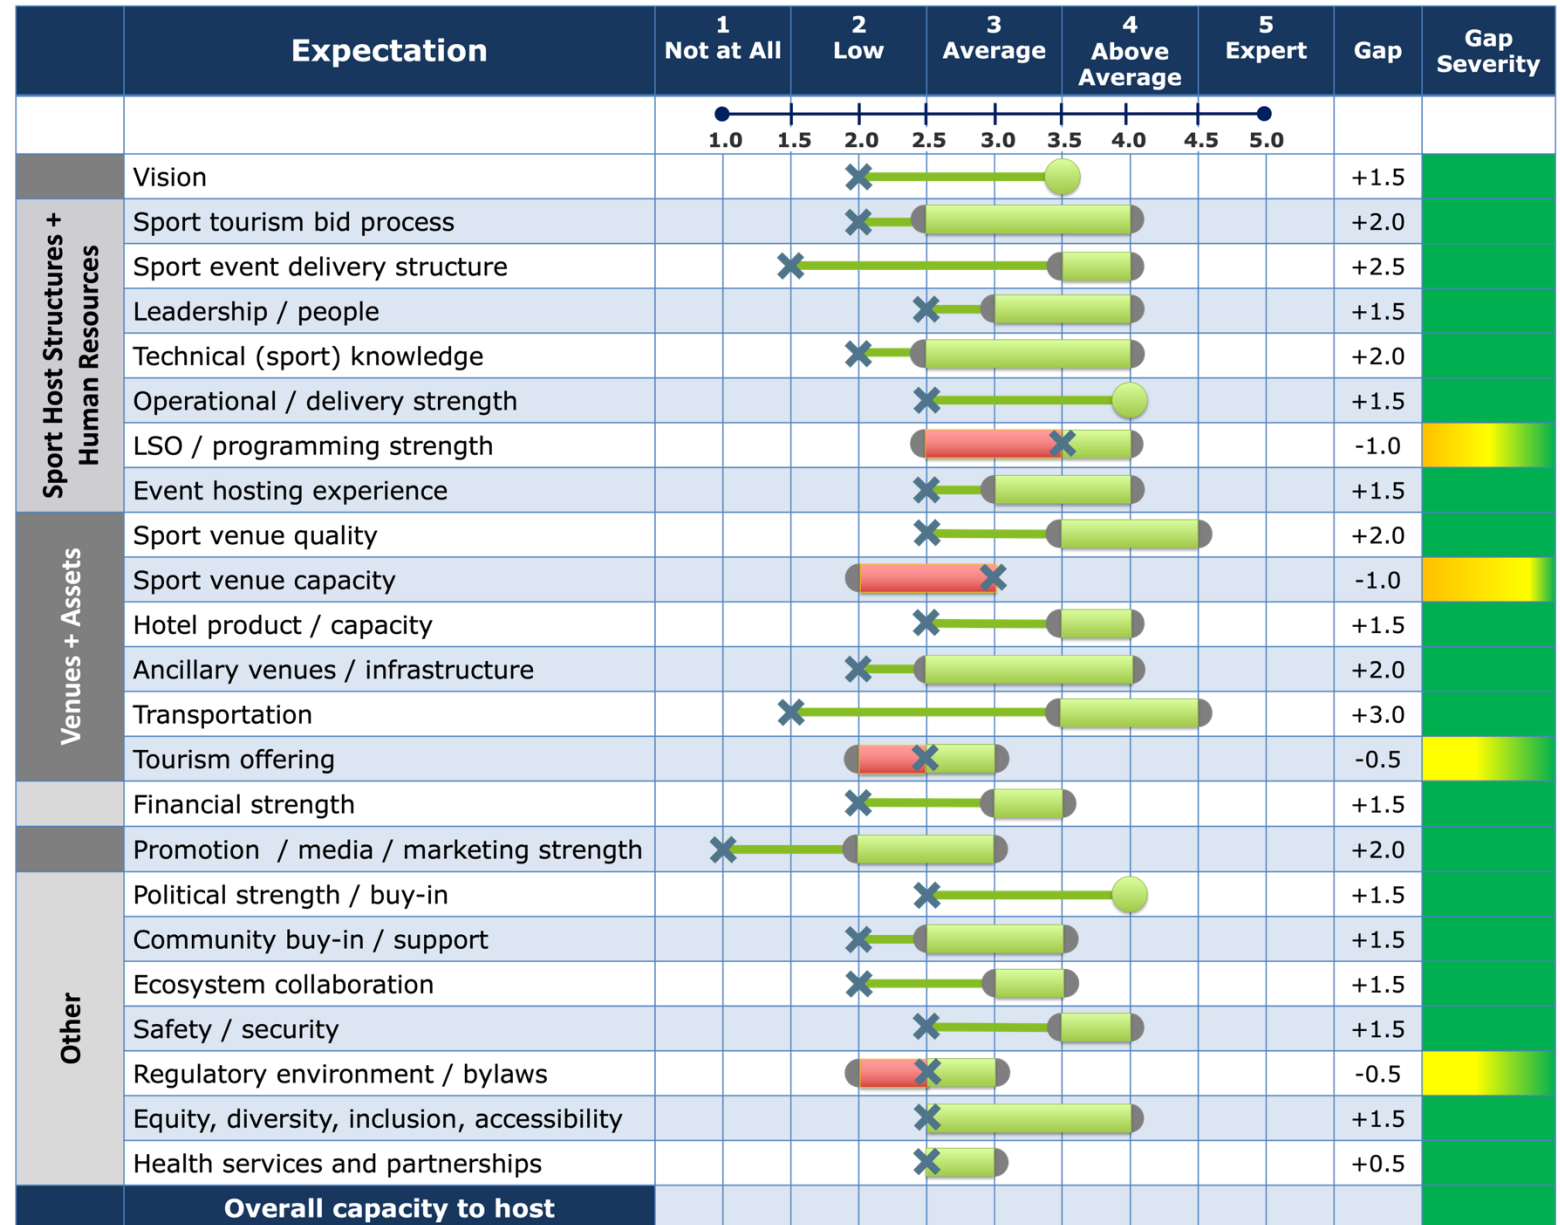 Expectation
1
Not at All
2
Low
3
Average
4
Above
Average
5
Expert
Gap
Gap
Severity
1.0 1.5 2.0 2.5 3.0 3.5 4.0 4.5 5.0
Vision +1.5
Sport Host Structures +
Human Resources
Sport tourism bid process +2.0
Sport event delivery structure +2.5
Leadership / people +1.5
Technical (sport) knowledge +2.0
Operational / delivery strength +1.5
LSO / programming strength -1.0
Event hosting experience +1.5
Venues + Assets
Sport venue quality +2.0
Sport venue capacity -1.0
Hotel product / capacity +1.5
Ancillary venues / infrastructure +2.0
Transportation +3.0
Tourism offering -0.5
Financial strength +1.5
Promotion / media / marketing strength +2.0
Other
Political strength / buy-in +1.5
Community buy-in / support +1.5
Ecosystem collaboration +1.5
Safety / security +1.5
Regulatory environment / bylaws -0.5
Equity, diversity, inclusion, accessibility +1.5
Health services and partnerships +0.5
Overall capacity to host